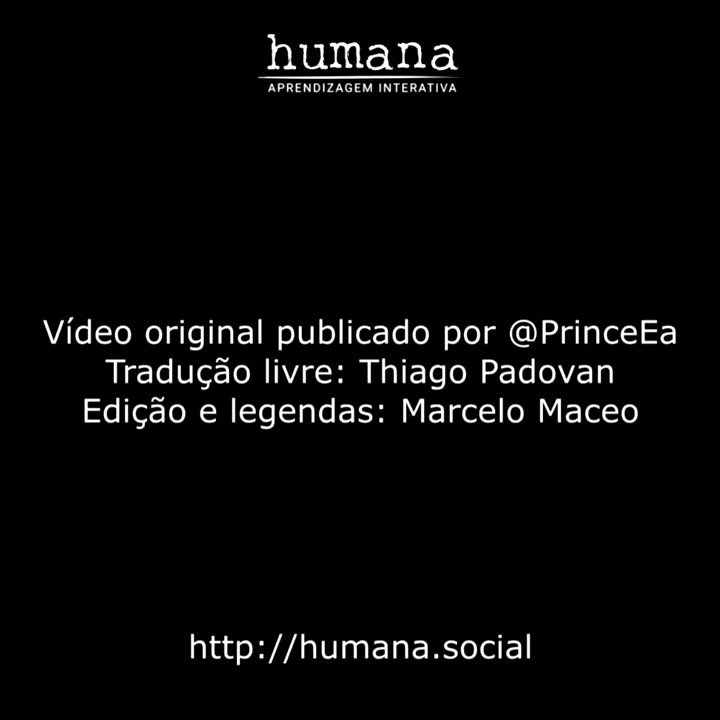 humana
APRENDIZAGEM INTERATIVA
Vídeo original publicado por @PrinceEa
Tradução livre: Thiago Padovan
Edição e legendas: Marcelo Maceo
http://humana.social